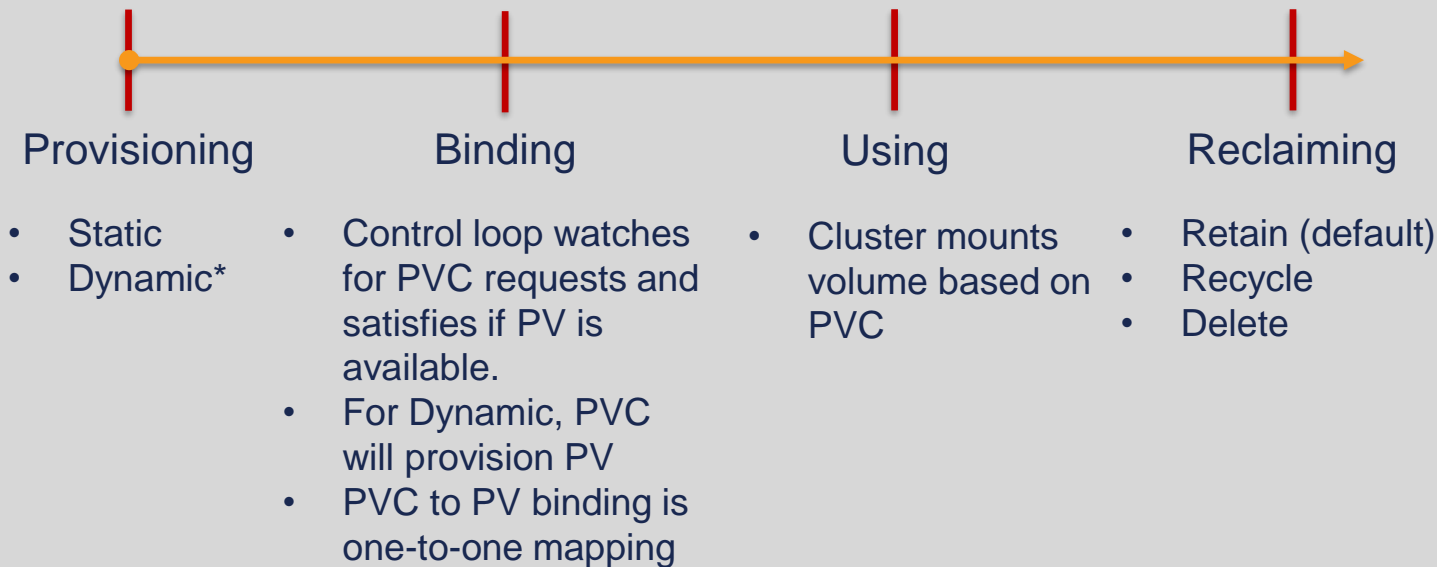 Provisioning
• Static
• Dynamic*
Binding
• Control loop watches
for PVC requests and
satisfies if PV is
available.
• For Dynamic, PVC
will provision PV
• PVC to PV binding is
one-to-one mapping
Using
• Cluster mounts
volume based on
PVC
Reclaiming
• Retain (default)
• Recycle
• Delete